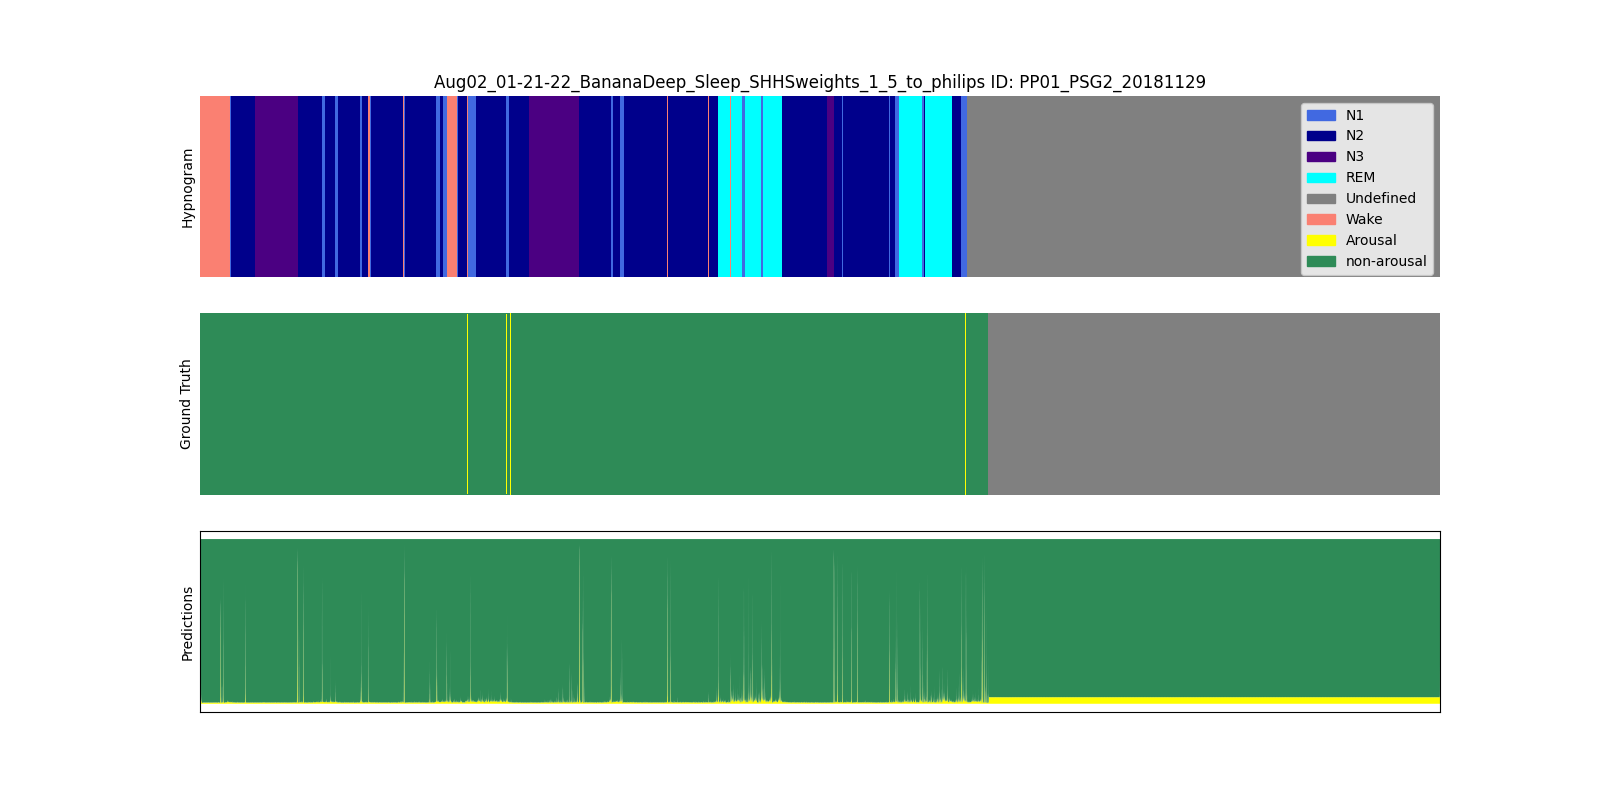 Aug02_01-21-22_BananaDeep_Sleep_SHHSweights_1_5_to_philips ID: PP01_PSG2_20181129
Hypnogram
N1
N2
N3
REM
Undefined
Wake
Arousal
non-arousal
Ground Truth
Predictions